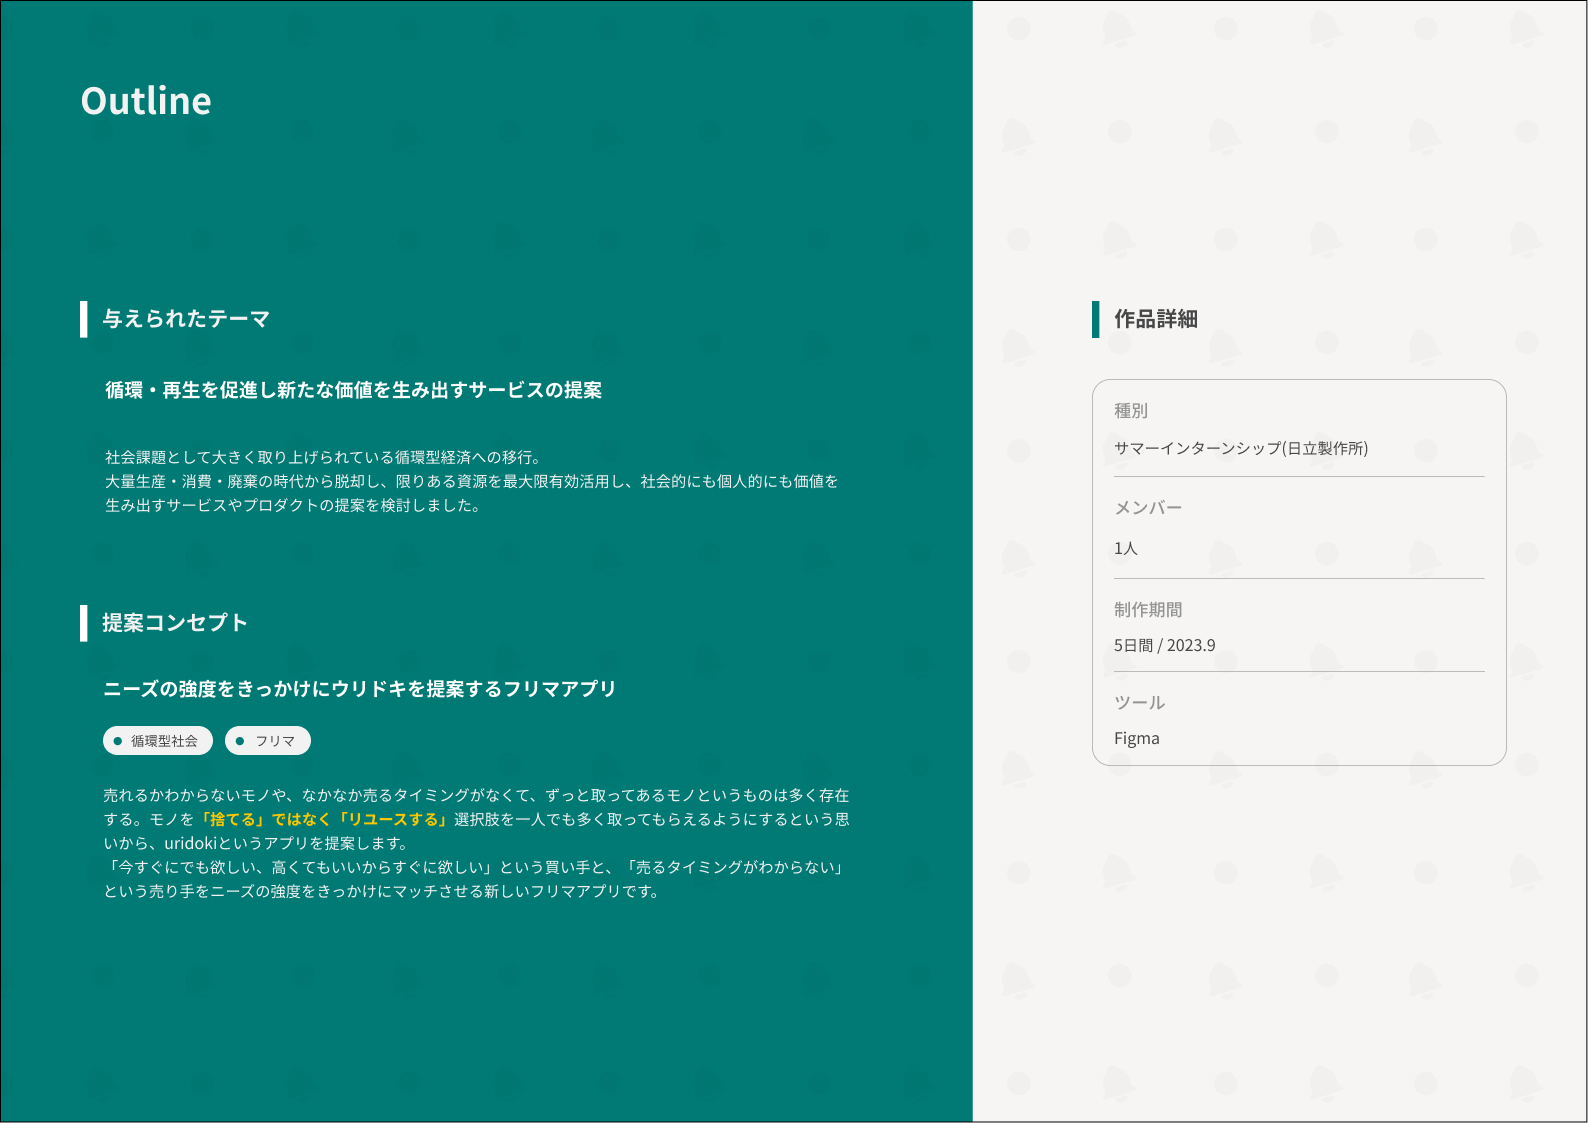 Outline
与えられたテーマ
循環・再生を促進し新たな価値を生み出すサービスの提案
社会課題として大きく取り上げられている循環型経済への移行。
大量生産・消費・廃棄の時代から脱却し、限りある資源を最大限有効活用し、社会的にも個人的にも価値を
生み出すサービスやプロダクトの提案を検討しました。
提案コンセプト
ニーズの強度をきっかけにウリドキを提案するフリマアプリ
循環型社会
フリマ
売れるかわからないモノや、なかなか売るタイミングがなくて、ずっと取ってあるモノというものは多く存在
する。モノを「捨てる」ではなく「リユースする」選択肢を一人でも多く取ってもらえるようにするという思
いから、uridokiというアプリを提案します。
「今すぐにでも欲しい、高くてもいいからすぐに欲しい」という買い手と、「売るタイミングがわからない」
という売り手をニーズの強度をきっかけにマッチさせる新しいフリマアプリです。
作品詳細
種別
サマーインターンシップ(日立製作所)
メンバー
1人
制作期間
5日間 / 2023.9
ツール
Figma